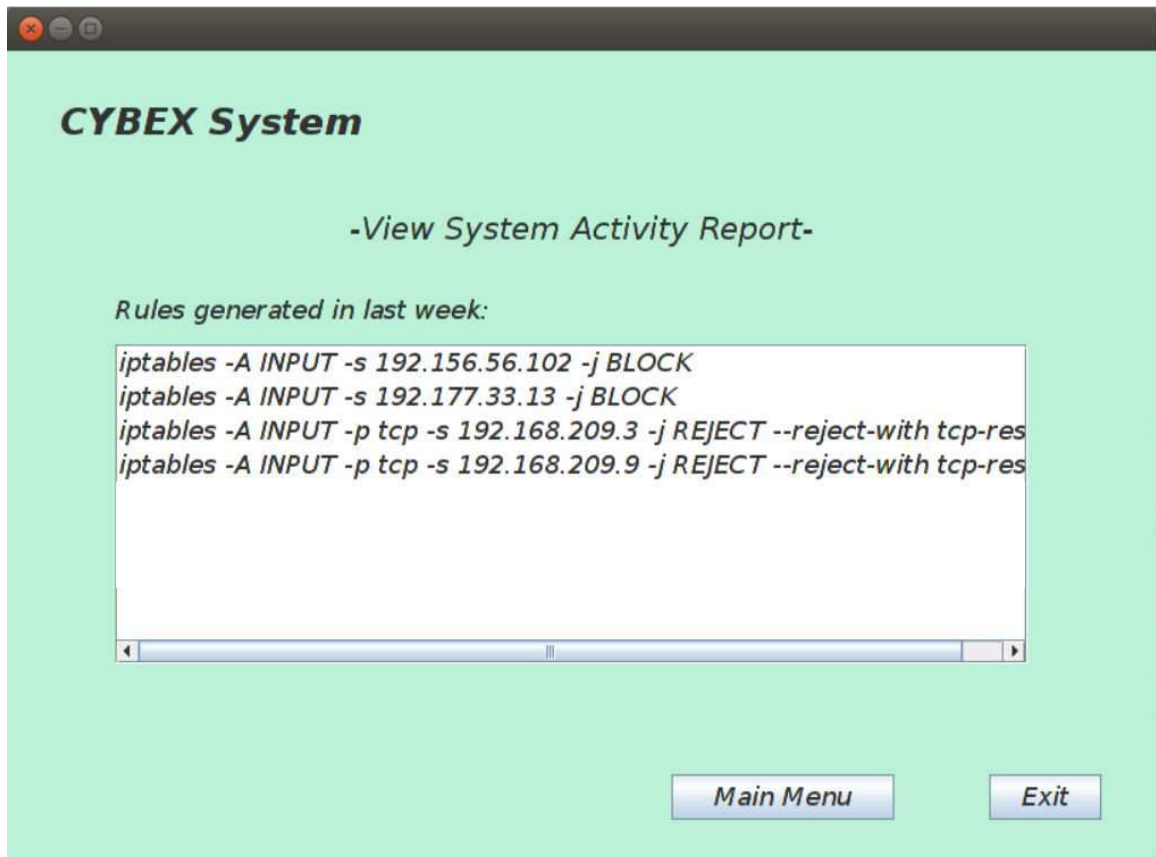 CYBEX System
-View System Activity Report-
Rules generated in last week:
iptables -A INPUT -s 192.156.56.102 -j BLOCK
iptables -A INPUT -s 192.177.33.13 -j BLOCK
iptables -A INPUT -p tcp -s 192.168.209.3 -j REJECT --reject-with tcp-res
iptables -A INPUT -p tcp -s 192.168.209.9 -j REJECT --reject-with tcp-res
Main Menu
Exit